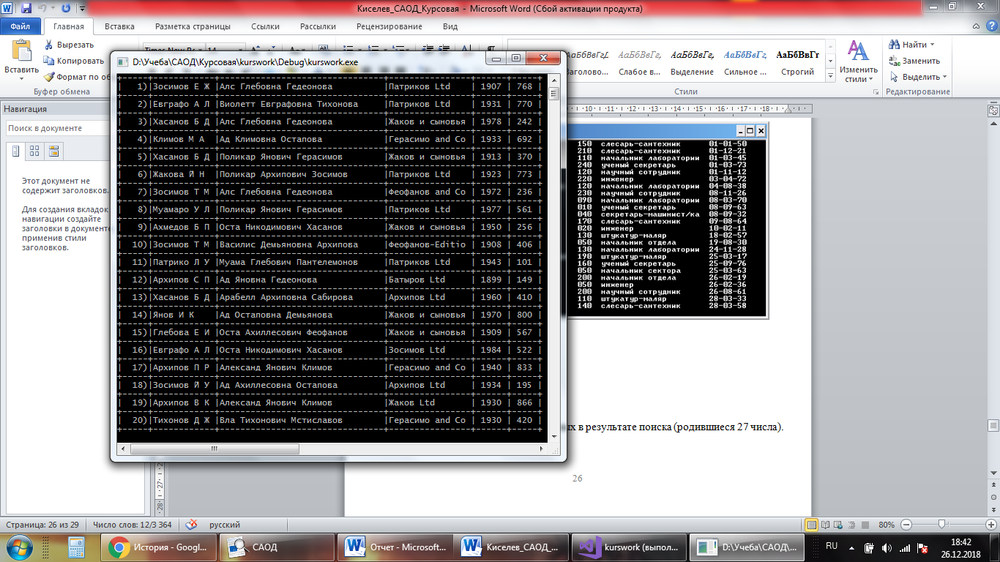 Киселев_САОД_Курсовая - Microsoft Word (Сбой активации продукта)
Файл Главная Вставка Разметка страницы Ссылки Рассылки Рецензирование Вид
Вставить
Вырезать
Копировать
Буфер обмена
АаБбВвГгД АаБбВвГг, АаБбВвГг, АаБбВвГг, АаБбВвГг
Слабое в... Выделение Сильное ... Строгий
Стили
Изменить стили
Найти
Заменить
Выделить
Редактирование
Навигация
Поиск в документе
Этот документ не
содержит заголовков.
Для создания вкладок
навигации создайте
заголовки в документе,
применив стили
заголовков.
D:\Учеба\САОД\Курсовая\kurswork\Debug\kurswork.exe
| 1)|Зосимов Е Ж |Алс Глебовна Гедеонова |Патриков Ltd | 1907 | 768 |
| 2)|Евграфо А Л |Виолетт Евграфовна Тихонова |Патриков Ltd | 1931 | 770 |
| 3)|Хасанов Б Д |Алс Глебовна Гедеонова |Жаков и сыновья | 1978 | 242 |
| 4)|Климов М А |Ад Климовна Остапова |Герасимо and Co | 1933 | 692 |
| 5)|Хасанов Б Д |Поликар Янович Герасимов |Жаков и сыновья | 1913 | 370 |
| 6)|Жакова Й Н |Поликар Архипович Зосимов |Патриков Ltd | 1923 | 773 |
| 7)|Зосимов Т М |Алс Глебовна Гедеонова |Феофанов and Co | 1972 | 236 |
| 8)|Муамаро У Л |Поликар Янович Герасимов |Патриков Ltd | 1977 | 561 |
| 9)|Ахмедов Б П |Оста Никодимович Хасанов |Жаков и сыновья | 1950 | 256 |
| 10)|Зосимов Т М |Василис Демьяновна Архипова |Феофанов-Editio | 1908 | 406 |
| 11)|Патрико Л У |Муама Глебович Пантелемонов |Патриков Ltd | 1943 | 101 |
| 12)|Архипов С П |Ад Яновна Гедеонова |Батыров Ltd | 1899 | 149 |
| 13)|Хасанов Б Д |Арабелл Архиповна Сабирова |Архипов Ltd | 1960 | 410 |
| 14)|Янов И К |Ад Остаповна Демьянова |Жаков и сыновья | 1970 | 800 |
| 15)|Глебова Е И |Оста Ахиллесович Феофанов |Жаков и сыновья | 1909 | 567 |
| 16)|Евграфо А Л |Оста Никодимович Хасанов |Зосимов Ltd | 1984 | 522 |
| 17)|Архипов П Р |Александ Янович Климов |Герасимо and Co | 1940 | 833 |
| 18)|Зосимов Й У |Ад Ахиллесовна Остапова |Архипов Ltd | 1934 | 195 |
| 19)|Архипов В К |Александ Янович Климов |Жаков Ltd | 1930 | 866 |
| 20)|Тихонов Д Ж |Вла Тихонович Мстиславов |Герасимо and Co | 1930 | 420 |
10 11 12 13 14 15 16 17 18
150 слесарь-сантехник 01-01-50
210 слесарь-сантехник 01-12-21
110 начальник лаборатории 01-03-45
240 ученый секретарь 01-03-73
120 научный сотрудник 01-11-12
220 инженер 03-04-72
120 начальник лаборатории 04-08-38
230 научный сотрудник 08-11-26
090 начальник лаборатории 08-03-70
010 ученый секретарь 08-09-63
040 секретарь-машинист/ка 08-09-32
170 слесарь-сантехник 09-08-64
020 инженер 10-02-11
130 штукатур-маляр 18-02-57
050 начальник отдела 19-08-30
130 начальник лаборатории 24-11-28
190 штукатур-маляр 25-03-17
160 ученый секретарь 25-09-76
050 начальник сектора 25-03-63
200 начальник отдела 26-02-19
050 инженер 26-02-36
200 научный сотрудник 26-08-61
110 штукатур-маляр 28-03-33
140 слесарь-сантехник 28-03-58
в результате поиска (родившиеся 27 числа).
26
Страница: 26 из 29 Число слов: 12/3 364 русский 80%
История - Googl... САОД Отчет - Microsoft... Киселев_САОД_... kurswork (выпол... D:\Учеба\САОД\...
RU 18:42
26.12.2018